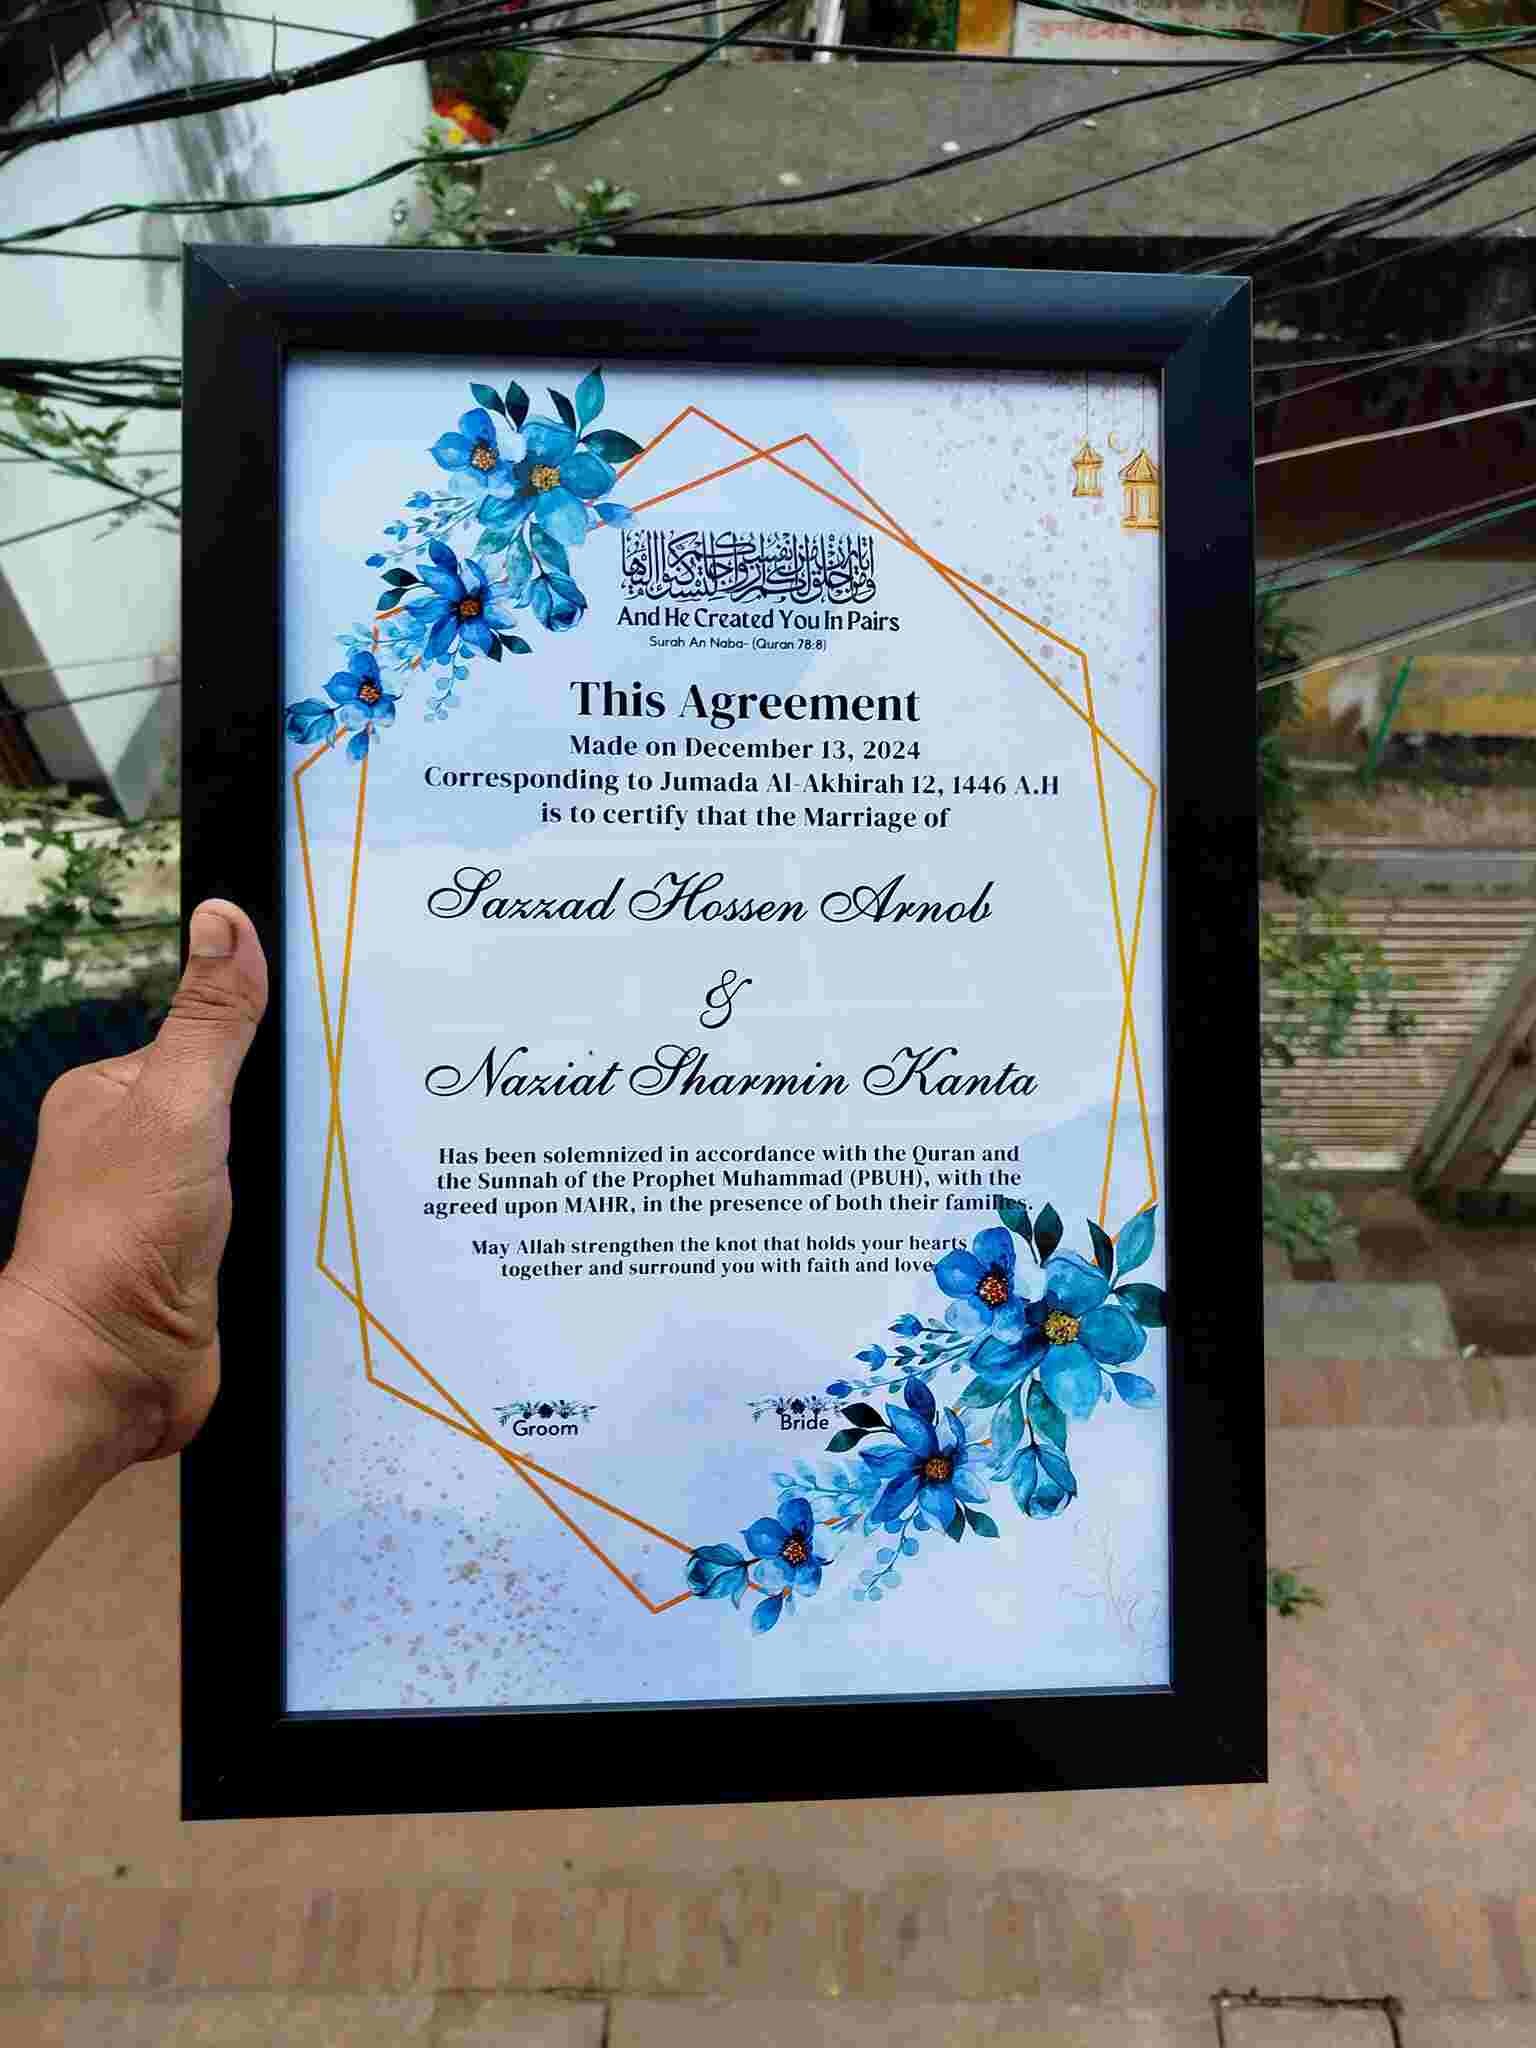 And He Created You In Pairs
Surah An Naba- (Quran 78:8)
This Agreement
Made on December 13, 2024
Corresponding to Jumada Al-Akhirah 12, 1446 A.H
is to certify that the Marriage of
Sazzad Hossen Arnob
&
Naziat Sharmin Kanta
Has been solemnized in accordance with the Quran and
the Sunnah of the Prophet Muhammad (PBUH), with the
agreed upon MAHR, in the presence of both their families.
May Allah strengthen the knot that holds your hearts
together and surround you with faith and love
Groom
Bride